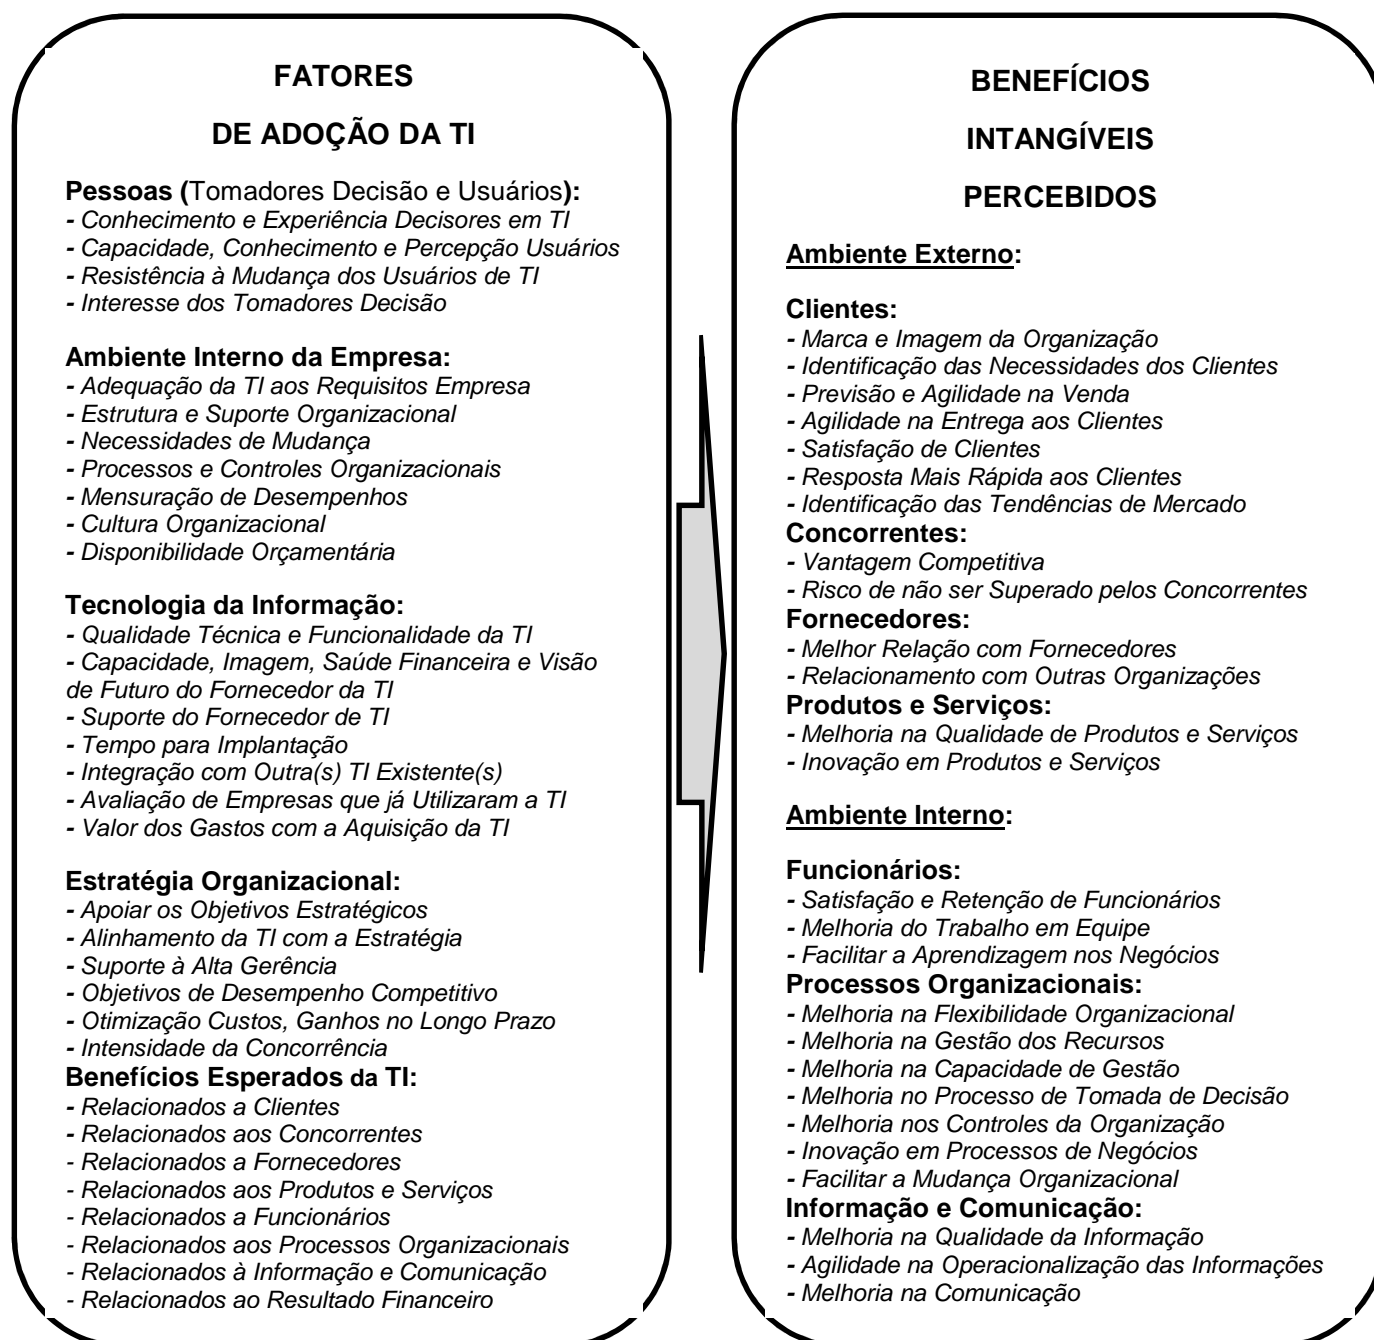 FATORES
DE ADOÇÃO DA TI
Pessoas (Tomadores Decisão e Usuários):
- Conhecimento e Experiência Decisores em TI
- Capacidade, Conhecimento e Percepção Usuários
- Resistência à Mudança dos Usuários de TI
- Interesse dos Tomadores Decisão
Ambiente Interno da Empresa:
- Adequação da TI aos Requisitos Empresa
- Estrutura e Suporte Organizacional
- Necessidades de Mudança
- Processos e Controles Organizacionais
- Mensuração de Desempenhos
- Cultura Organizacional
- Disponibilidade Orçamentária
Tecnologia da Informação:
- Qualidade Técnica e Funcionalidade da TI
- Capacidade, Imagem, Saúde Financeira e Visão
de Futuro do Fornecedor da TI
- Suporte do Fornecedor de TI
- Tempo para Implantação
- Integração com Outra(s) TI Existente(s)
- Avaliação de Empresas que já Utilizaram a TI
- Valor dos Gastos com a Aquisição da TI
Estratégia Organizacional:
- Apoiar os Objetivos Estratégicos
- Alinhamento da TI com a Estratégia
- Suporte à Alta Gerência
- Objetivos de Desempenho Competitivo
- Otimização Custos, Ganhos no Longo Prazo
- Intensidade da Concorrência
Benefícios Esperados da TI:
- Relacionados a Clientes
- Relacionados aos Concorrentes
- Relacionados a Fornecedores
- Relacionados aos Produtos e Serviços
- Relacionados a Funcionários
- Relacionados aos Processos Organizacionais
- Relacionados à Informação e Comunicação
- Relacionados ao Resultado Financeiro
BENEFÍCIOS
INTANGÍVEIS
PERCEBIDOS
Ambiente Externo:
Clientes:
- Marca e Imagem da Organização
- Identificação das Necessidades dos Clientes
- Previsão e Agilidade na Venda
- Agilidade na Entrega aos Clientes
- Satisfação de Clientes
- Resposta Mais Rápida aos Clientes
- Identificação das Tendências de Mercado
Concorrentes:
- Vantagem Competitiva
- Risco de não ser Superado pelos Concorrentes
Fornecedores:
- Melhor Relação com Fornecedores
- Relacionamento com Outras Organizações
Produtos e Serviços:
- Melhoria na Qualidade de Produtos e Serviços
- Inovação em Produtos e Serviços
Ambiente Interno:
Funcionários:
- Satisfação e Retenção de Funcionários
- Melhoria do Trabalho em Equipe
- Facilitar a Aprendizagem nos Negócios
Processos Organizacionais:
- Melhoria na Flexibilidade Organizacional
- Melhoria na Gestão dos Recursos
- Melhoria na Capacidade de Gestão
- Melhoria no Processo de Tomada de Decisão
- Melhoria nos Controles da Organização
- Inovação em Processos de Negócios
- Facilitar a Mudança Organizacional
Informação e Comunicação:
- Melhoria na Qualidade da Informação
- Agilidade na Operacionalização das Informações
- Melhoria na Comunicação